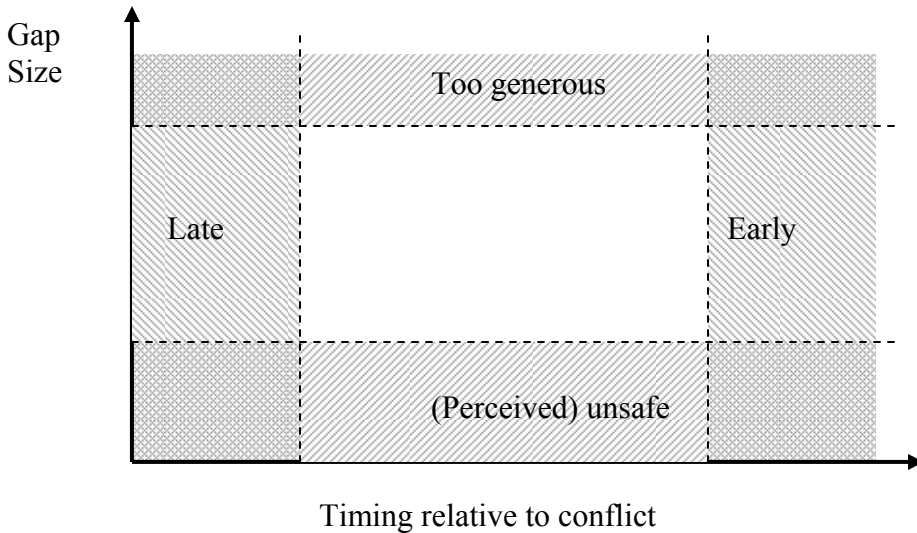 Gap
Size
Too generous
Late
Early
(Perceived) unsafe
Timing relative to conflict